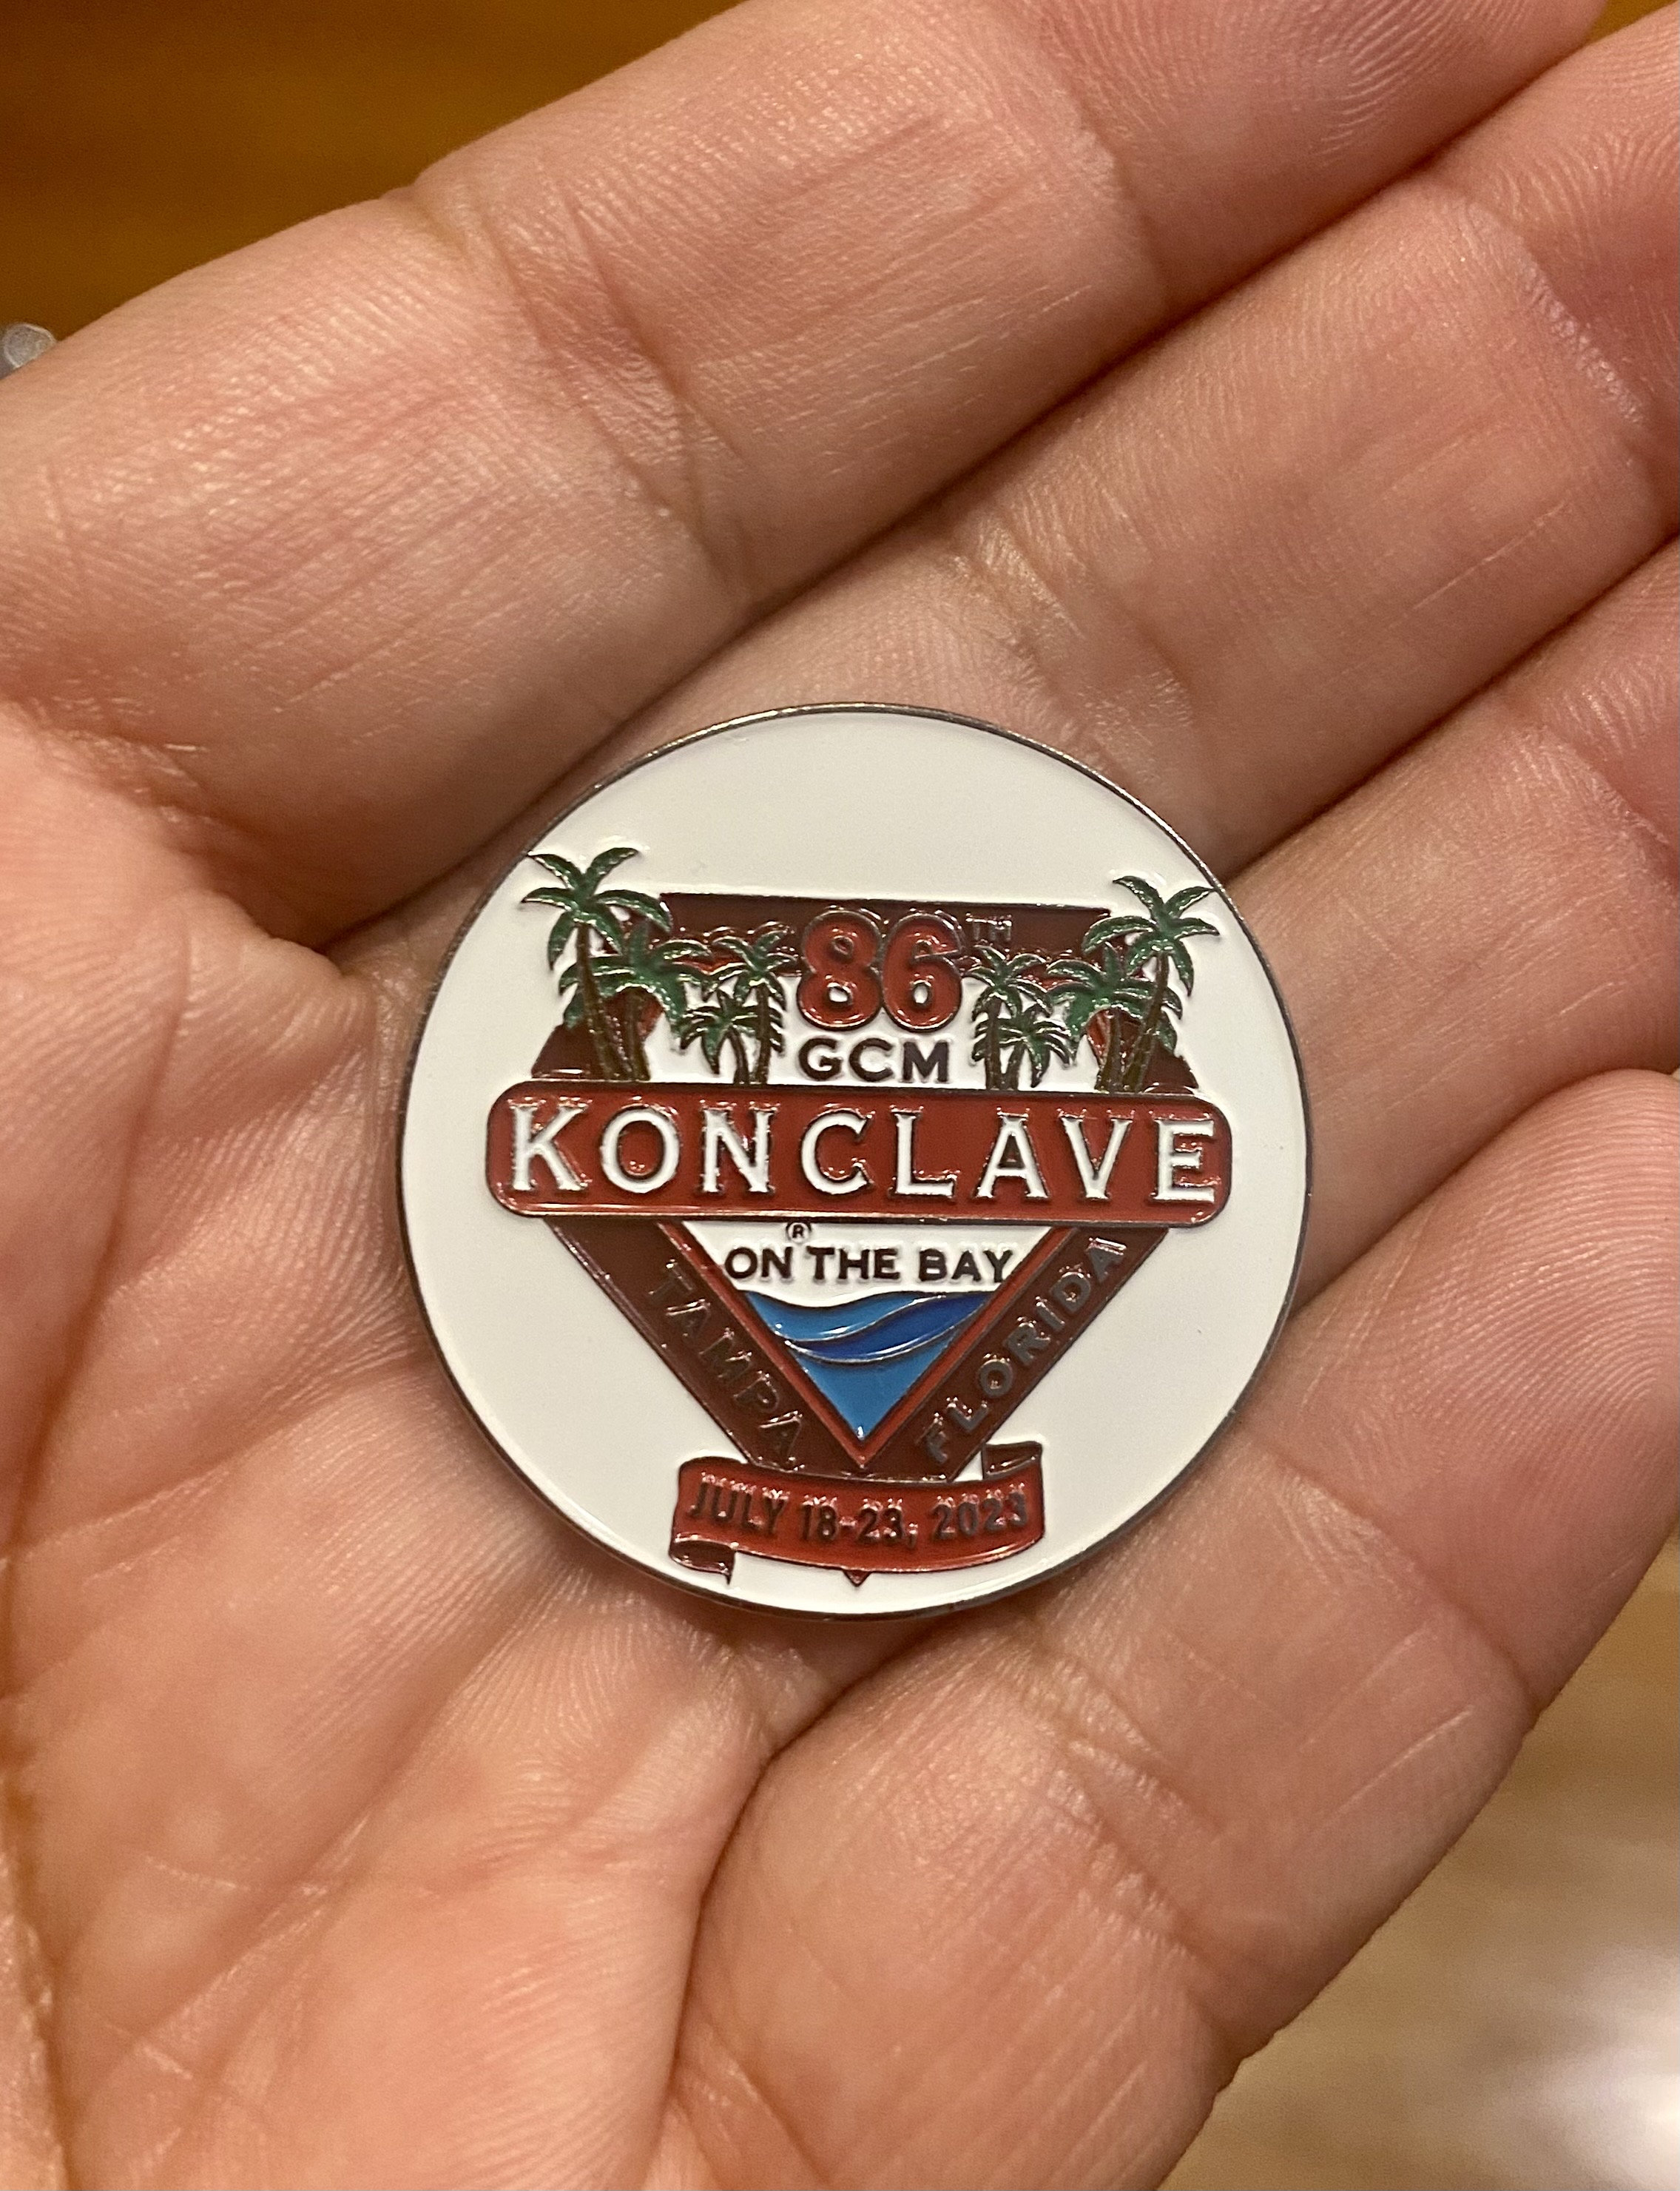 86TH
GCM
KONCLAVE
®
ON THE BAY
TAMPA
FLORIDA
JULY 18-23, 2023